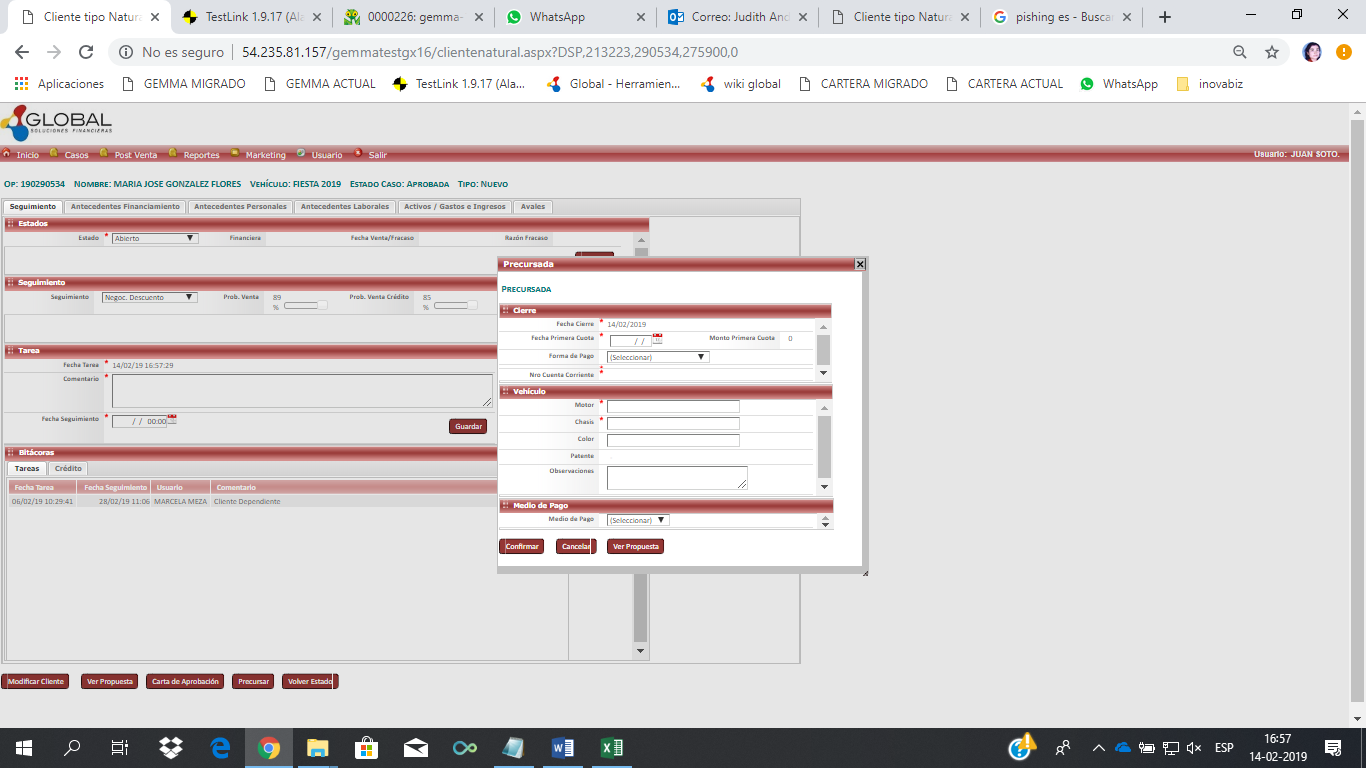 Cliente tipo Natura
TestLink 1.9.17 (Ala
0000226: gemma-
WhatsApp
Correo: Judith And
Cliente tipo Natura
pishing es - Buscar
No es seguro
54.235.81.157/gemmatestgx16/clientenatural.aspx?DSP,213223,290534,275900,0
Aplicaciones
GEMMA MIGRADO
GEMMA ACTUAL
TestLink 1.9.17 (Ala...
Global - Herramien...
wiki global
CARTERA MIGRADO
CARTERA ACTUAL
WhatsApp
inovabiz
GLOBAL
SOLUCIONES FINANCIERAS
Inicio Casos Post Venta Reportes Marketing Usuario Salir
Usuario: JUAN SOTO.
Op: 190290534 Nombre: MARIA JOSE GONZALEZ FLORES Vehículo: FIESTA 2019 Estado Caso: Aprobada Tipo: Nuevo
Seguimiento
Antecedentes Financiamiento
Antecedentes Personales
Antecedentes Laborales
Activos / Gastos e Ingresos
Avales
Estados
Estado * Abierto
Financiera
Fecha Venta/Fracaso
Razón Fracaso
Seguimiento
Seguimiento Negoc. Descuento
Prob. Venta 89 %
Prob. Venta Crédito 85 %
Tarea
Fecha Tarea * 14/02/19 16:57:29
Comentario *
Fecha Seguimiento * / / 00:00
Guardar
Bitácoras
Tareas
Crédito
Fecha Tarea Fecha Seguimiento Usuario Comentario
06/02/19 10:29:41 28/02/19 11:06 MARCELA MEZA Cliente Dependiente
Precursada
Precursada
Cierre
Fecha Cierre * 14/02/2019
Fecha Primera Cuota * / / Monto Primera Cuota 0
Forma de Pago * (Seleccionar)
Nro Cuenta Corriente *
Vehículo
Motor *
Chasis *
Color
Patente
Observaciones
Medio de Pago
Medio de Pago (Seleccionar)
Confirmar
Cancelar
Ver Propuesta
Modificar Cliente
Ver Propuesta
Carta de Aprobación
Precursar
Volver Estado
ESP
16:57
14-02-2019